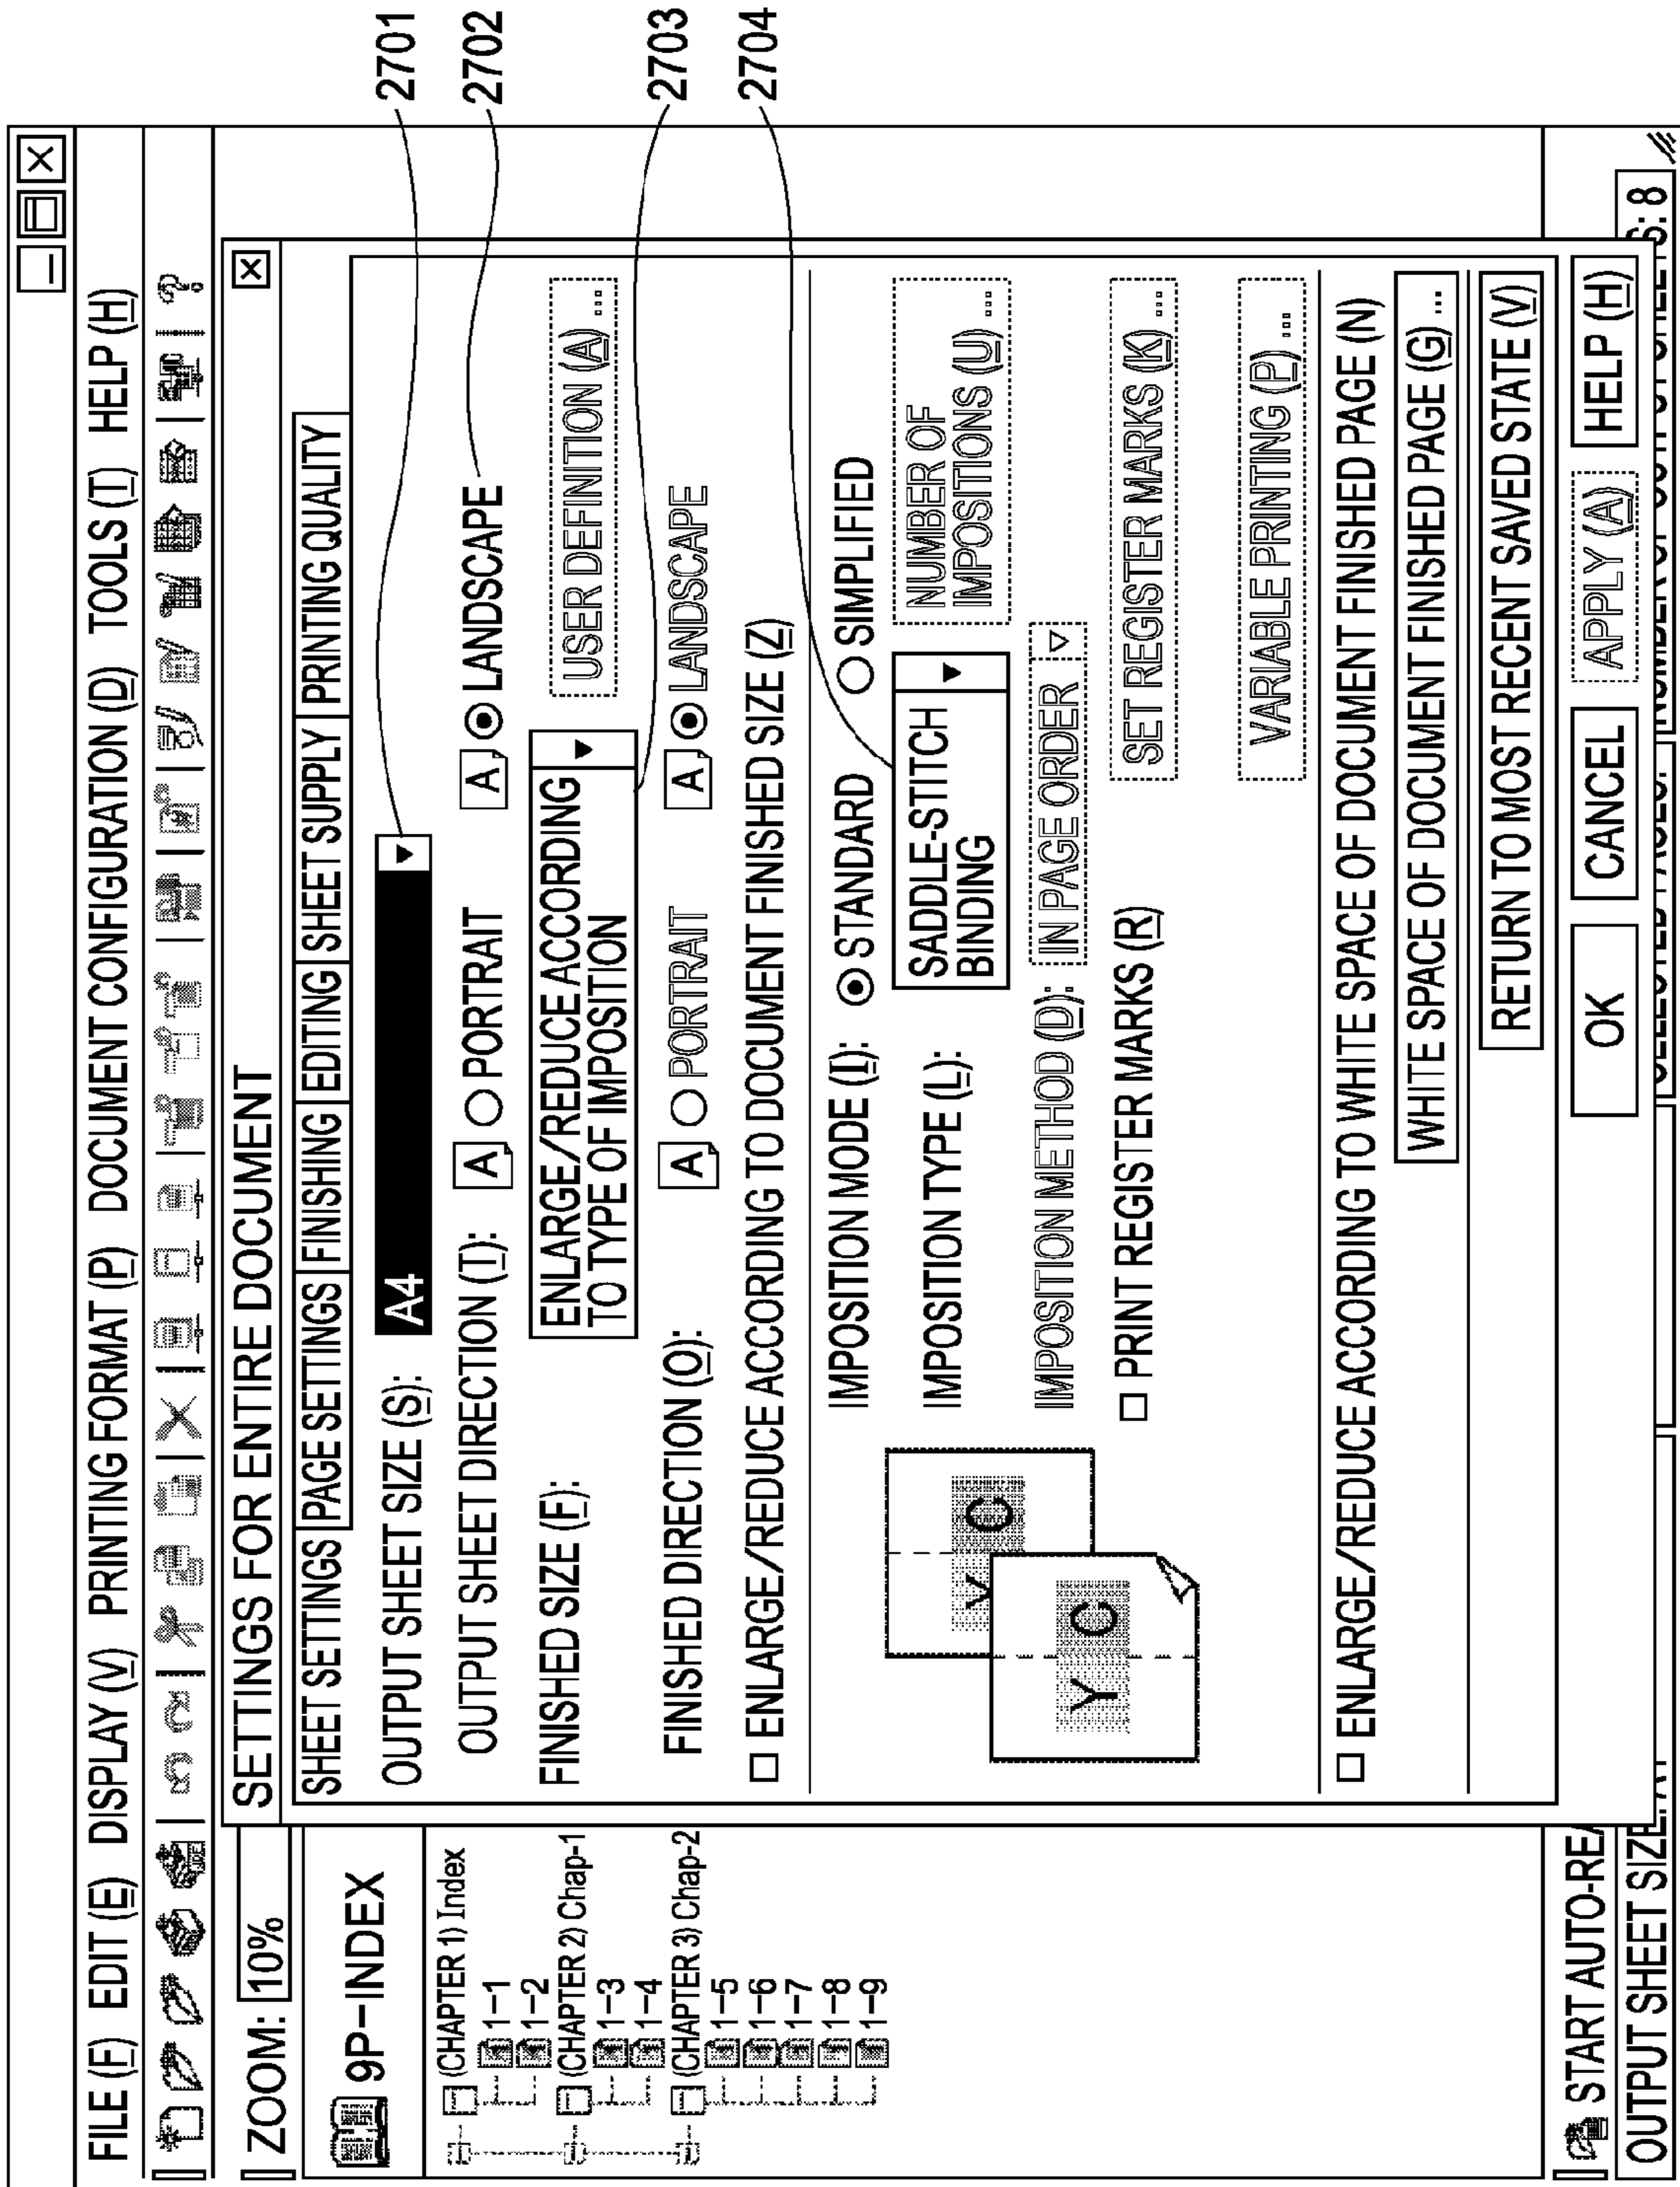 FILE (F) EDIT (E) DISPLAY (V) PRINTING FORMAT (P) DOCUMENT CONFIGURATION (D) TOOLS (T) HELP (H)
ZOOM: 10%
9P-INDEX
(CHAPTER 1) Index
1-1
1-2
(CHAPTER 2) Chap-1
1-3
1-4
(CHAPTER 3) Chap-2
1-5
1-6
1-7
1-8
1-9
SETTINGS FOR ENTIRE DOCUMENT
SHEET SETTINGS PAGE SETTINGS FINISHING EDITING SHEET SUPPLY PRINTING QUALITY
OUTPUT SHEET SIZE (S): A4
2701
OUTPUT SHEET DIRECTION (T): A PORTRAIT A LANDSCAPE
2702
FINISHED SIZE (F): ENLARGE/REDUCE ACCORDING
TO TYPE OF IMPOSITION
USER DEFINITION (A) ...
2703
FINISHED DIRECTION (O): A PORTRAIT A LANDSCAPE
ENLARGE/REDUCE ACCORDING TO DOCUMENT FINISHED SIZE (Z)
2704
Y C
Y C
IMPOSITION MODE (I): STANDARD SIMPLIFIED
IMPOSITION TYPE (L): SADDLE-STITCH
BINDING
NUMBER OF
IMPOSITIONS (U) ...
IMPOSITION METHOD (D): IN PAGE ORDER
PRINT REGISTER MARKS (R)
SET REGISTER MARKS (K) ...
VARIABLE PRINTING (P) ...
ENLARGE/REDUCE ACCORDING TO WHITE SPACE OF DOCUMENT FINISHED PAGE (N)
WHITE SPACE OF DOCUMENT FINISHED PAGE (G) ...
RETURN TO MOST RECENT SAVED STATE (V)
OK CANCEL APPLY (A) HELP (H)
START AUTO-REA
OUTPUT SHEET SIZE:
S: 8